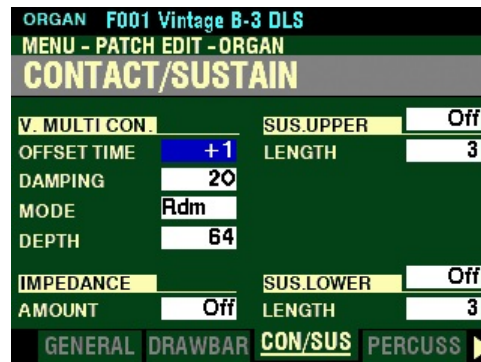 ORGAN F001 Vintage B-3 DLS
MENU - PATCH EDIT - ORGAN
CONTACT/SUSTAIN
V. MULTI CON. SUS.UPPER Off
OFFSET TIME +1 LENGTH 3
DAMPING 20
MODE Rdm
DEPTH 64
IMPEDANCE SUS.LOWER Off
AMOUNT Off LENGTH 3
GENERAL DRAWBAR CON/SUS PERCUSS